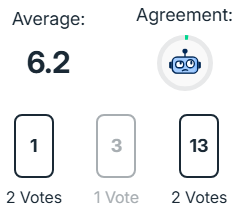 Average: Agreement:
6.2
1 3 13
2 Votes 1 Vote 2 Votes